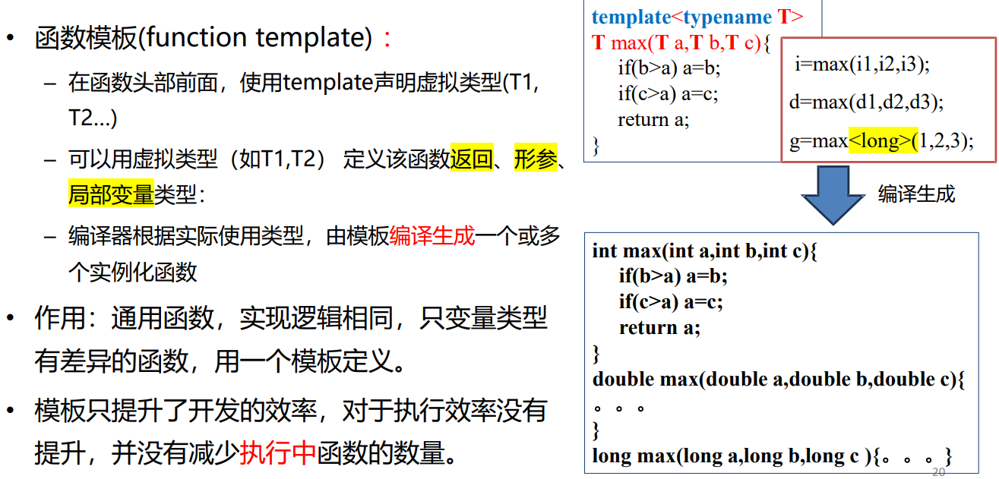 • 函数模板(function template) ：
– 在函数头部前面，使用template声明虚拟类型(T1,
T2…)
– 可以用虚拟类型（如T1,T2） 定义该函数返回、形参、
局部变量类型：
– 编译器根据实际使用类型，由模板编译生成一个或多
个实例化函数
• 作用：通用函数，实现逻辑相同，只变量类型
有差异的函数，用一个模板定义。
• 模板只提升了开发的效率，对于执行效率没有
提升，并没有减少执行中函数的数量。
template<typename T>
T max(T a,T b,T c){
if(b>a) a=b;
if(c>a) a=c;
return a;
}
i=max(i1,i2,i3);
d=max(d1,d2,d3);
g=max<long>(1,2,3);
编译生成
int max(int a,int b,int c){
if(b>a) a=b;
if(c>a) a=c;
return a;
}
double max(double a,double b,double c){
。。。
}
long max(long a,long b,long c ){。。。}
20